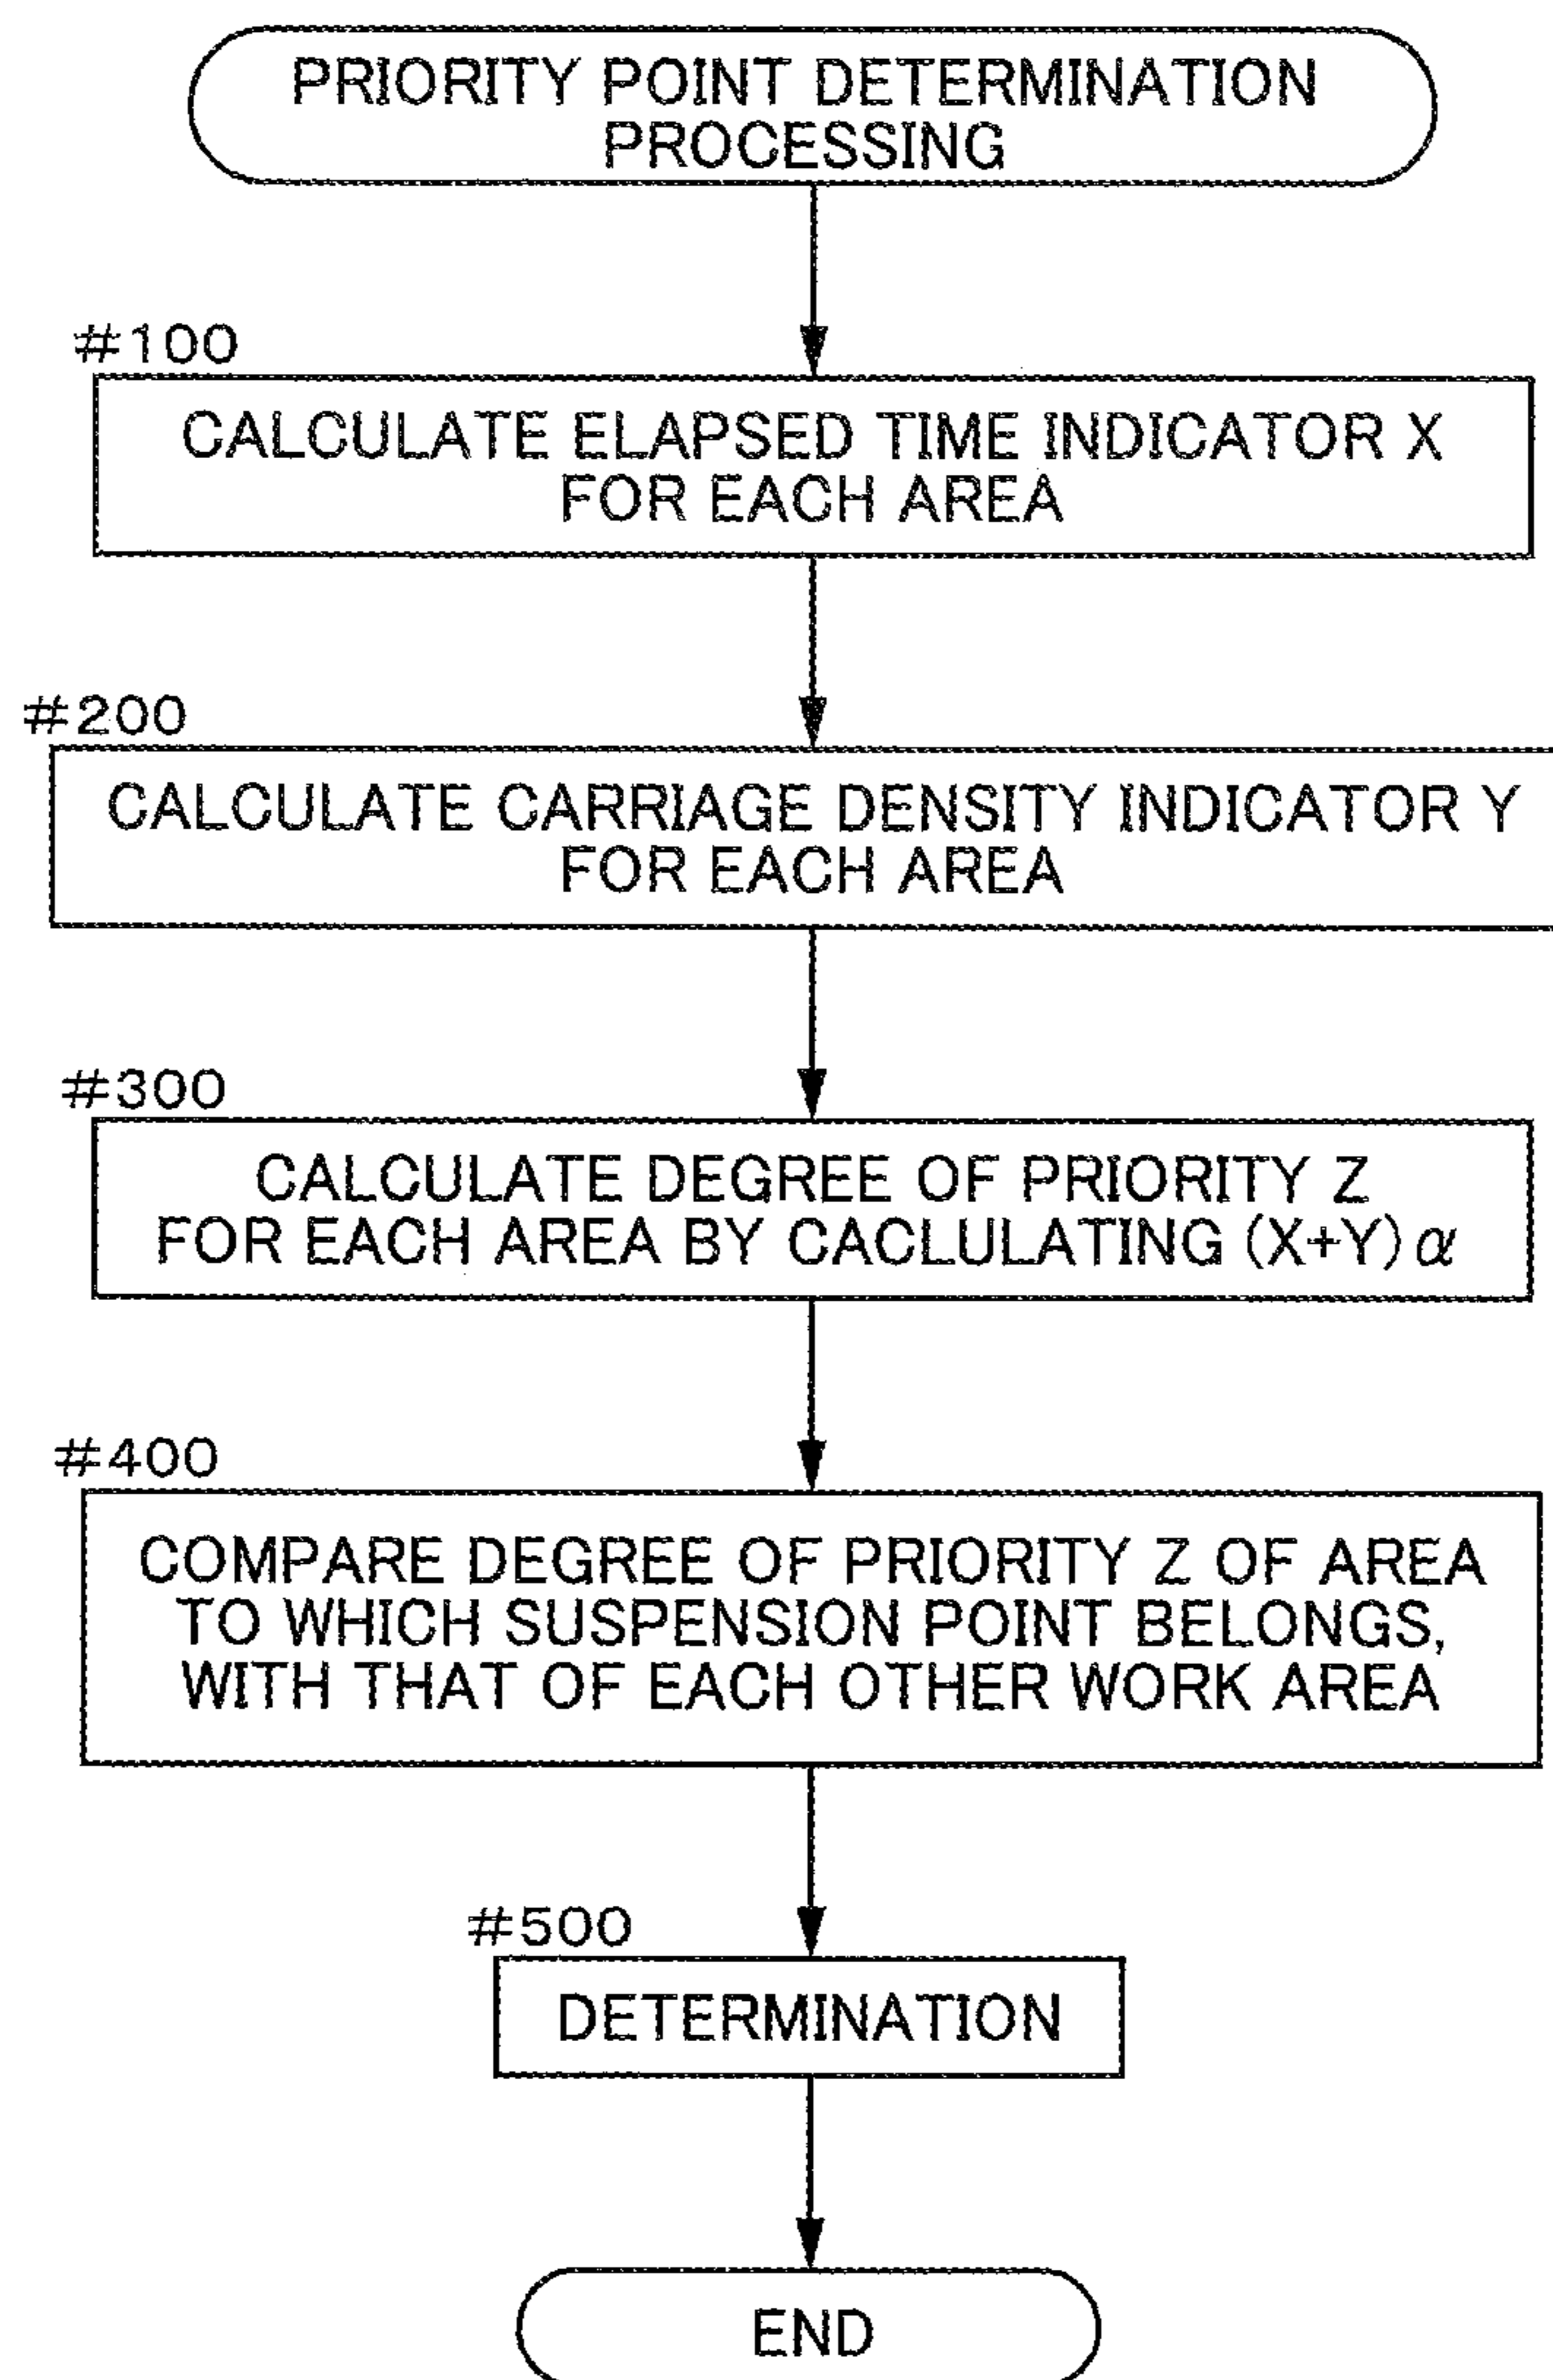 PRIORITY POINT DETERMINATION
PROCESSING
#100
CALCULATE ELAPSED TIME INDICATOR X
FOR EACH AREA
#200
CALCULATE CARRIAGE DENSITY INDICATOR Y
FOR EACH AREA
#300
CALCULATE DEGREE OF PRIORITY Z
FOR EACH AREA BY CACLULATING (X+Y) α
#400
COMPARE DEGREE OF PRIORITY Z OF AREA
TO WHICH SUSPENSION POINT BELONGS,
WITH THAT OF EACH OTHER WORK AREA
#500
DETERMINATION
END